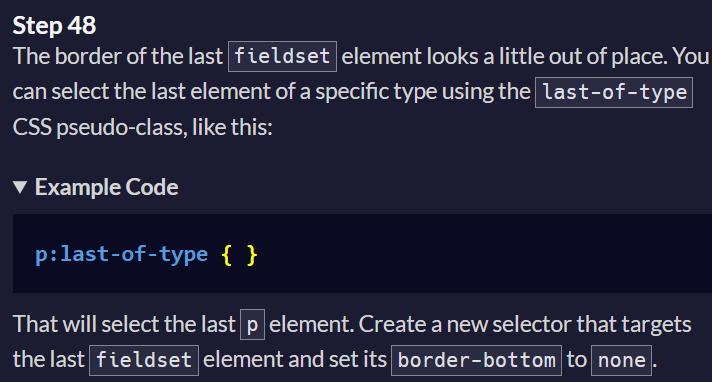 Step 48
The border of the last fieldset element looks a little out of place. You
can select the last element of a specific type using the last-of-type
CSS pseudo-class, like this:
▼ Example Code
p:last-of-type { }
That will select the last p element. Create a new selector that targets
the last fieldset element and set its border-bottom to none.